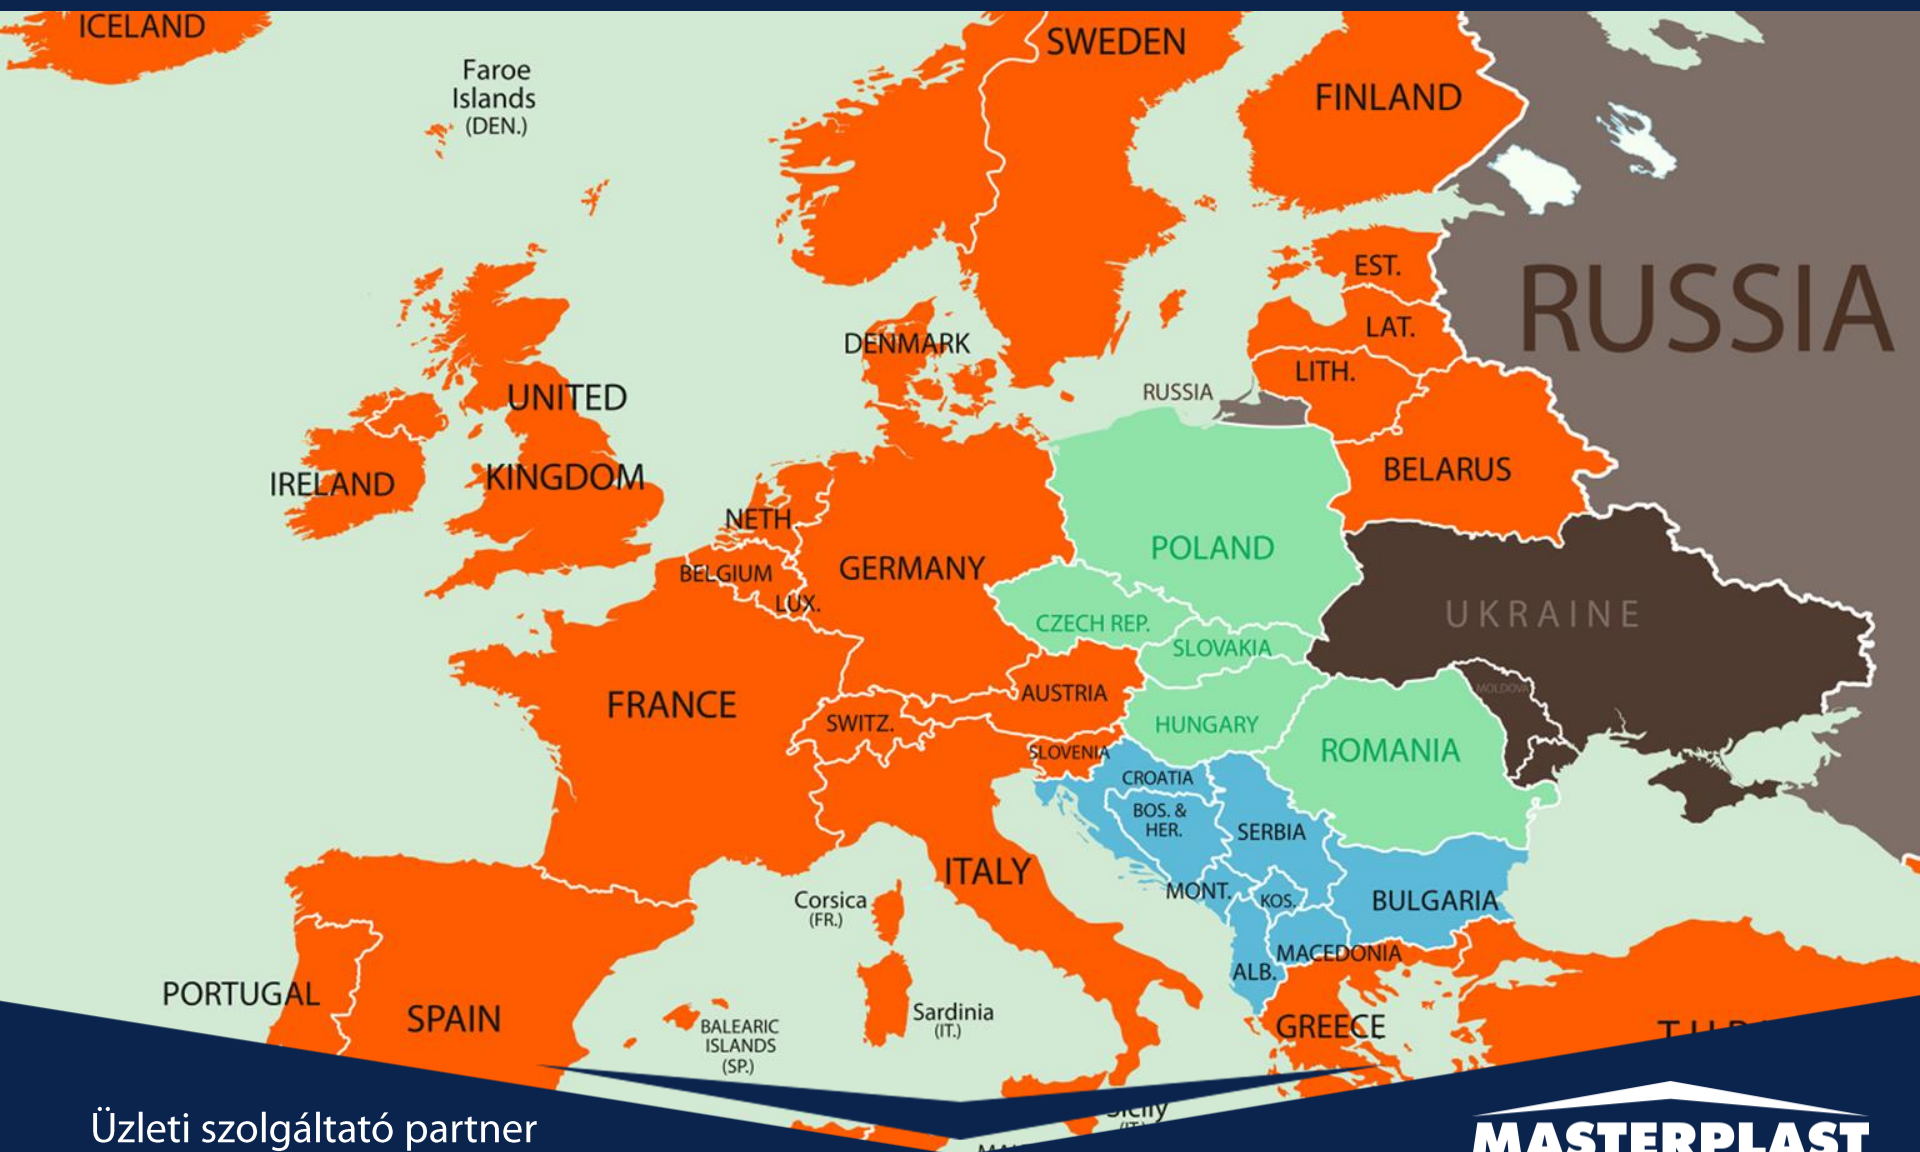 ICELAND
SWEDEN
Faroe
Islands
(DEN.)
FINLAND
EST.
RUSSIA
LAT.
DENMARK
LITH.
RUSSIA
UNITED
KINGDOM
IRELAND
BELARUS
NETH.
POLAND
GERMANY
BELGIUM
LUX.
UKRAINE
CZECH REP.
SLOVAKIA
FRANCE
AUSTRIA
MOLDOVA
SWITZ.
HUNGARY
SLOVENIA
ROMANIA
CROATIA
BOS. &
HER.
SERBIA
ITALY
MONT.
KOS.
BULGARIA
Corsica
(FR.)
MACEDONIA
ALB.
PORTUGAL
SPAIN
Sardinia
(IT.)
BALEARIC
ISLANDS
(SP.)
GREECE
Sicily
Üzleti szolgáltató partner
MASTERPLAST